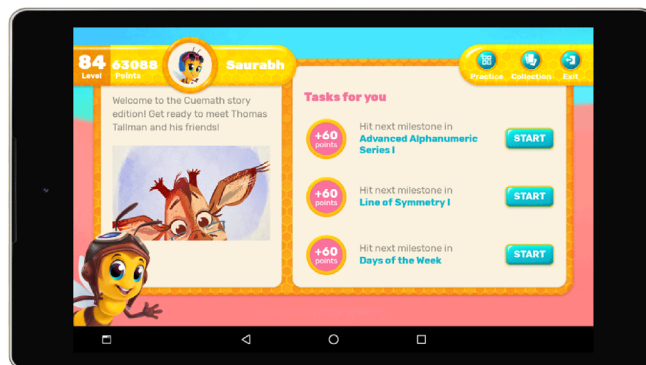 84
Level
63088
Points
Saurabh
Practice
Collection
Exit
Welcome to the Cuemath story
edition! Get ready to meet Thomas
Tallman and his friends!
Tasks for you
+60
points
Hit next milestone in
Advanced Alphanumeric
Series I
START
+60
points
Hit next milestone in
Line of Symmetry I
START
+60
points
Hit next milestone in
Days of the Week
START